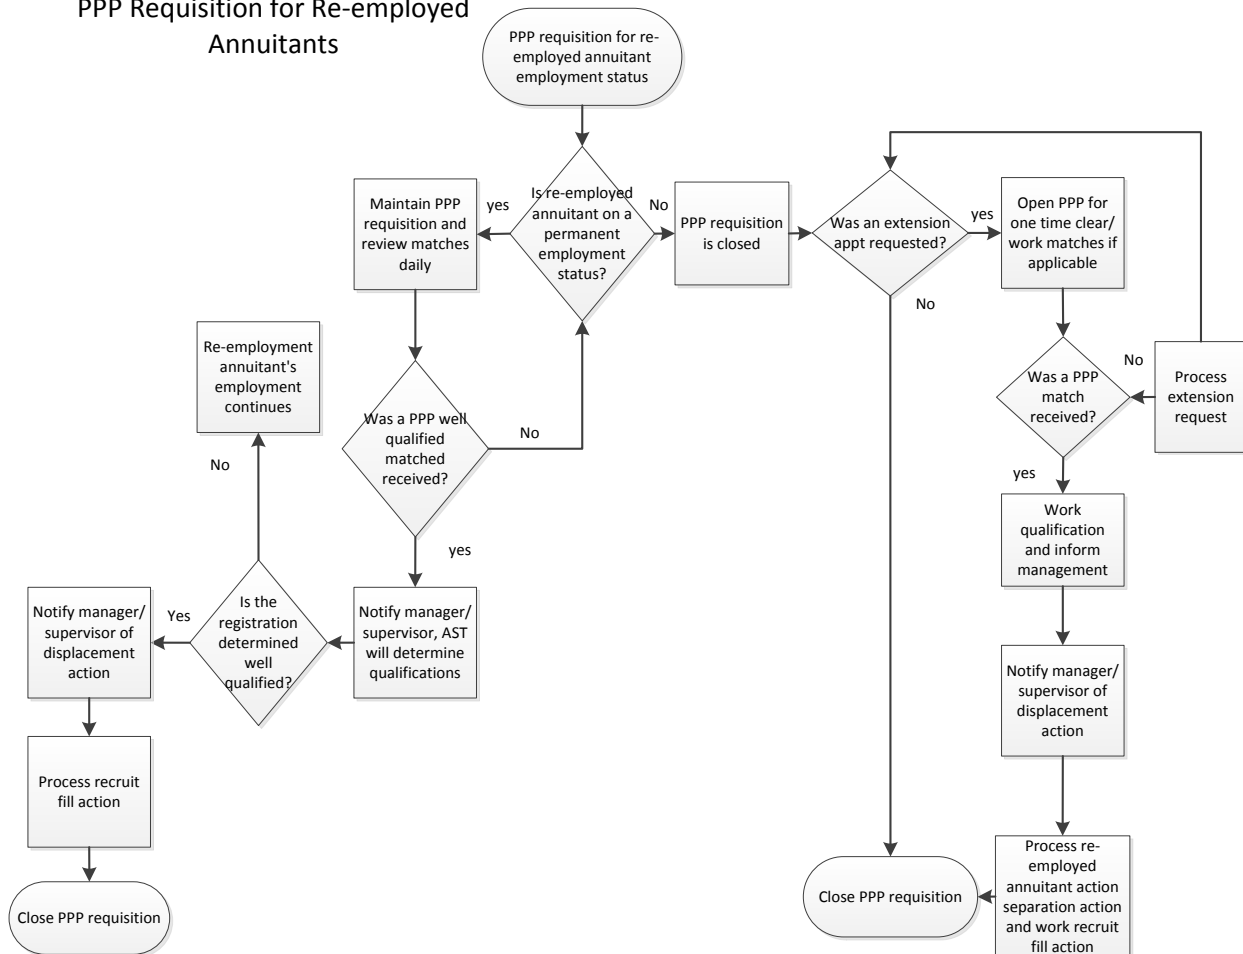 PPP Requisition for Re-employed
Annuitants
PPP requisition for re-
employed annuitant
employment status
Is re-employed
annuitant on a
permanent
employment
status?
yes
No
Maintain PPP
requisition and
review matches
daily
PPP requisition
is closed
Was an extension
appt requested?
yes
No
Open PPP for
one time clear/
work matches if
applicable
Re-employment
annuitant's
employment
continues
Was a PPP well
qualified
matched
received?
No
yes
Was a PPP
match
received?
No
yes
Process
extension
request
No
Work
qualification
and inform
management
Notify manager/
supervisor of
displacement
action
Yes
Is the
registration
determined
well
qualified?
Notify manager/
supervisor, AST
will determine
qualifications
Notify manager/
supervisor of
displacement
action
Process recruit
fill action
Close PPP requisition
Close PPP requisition
Process re-
employed
annuitant action
separation action
and work recruit
fill action